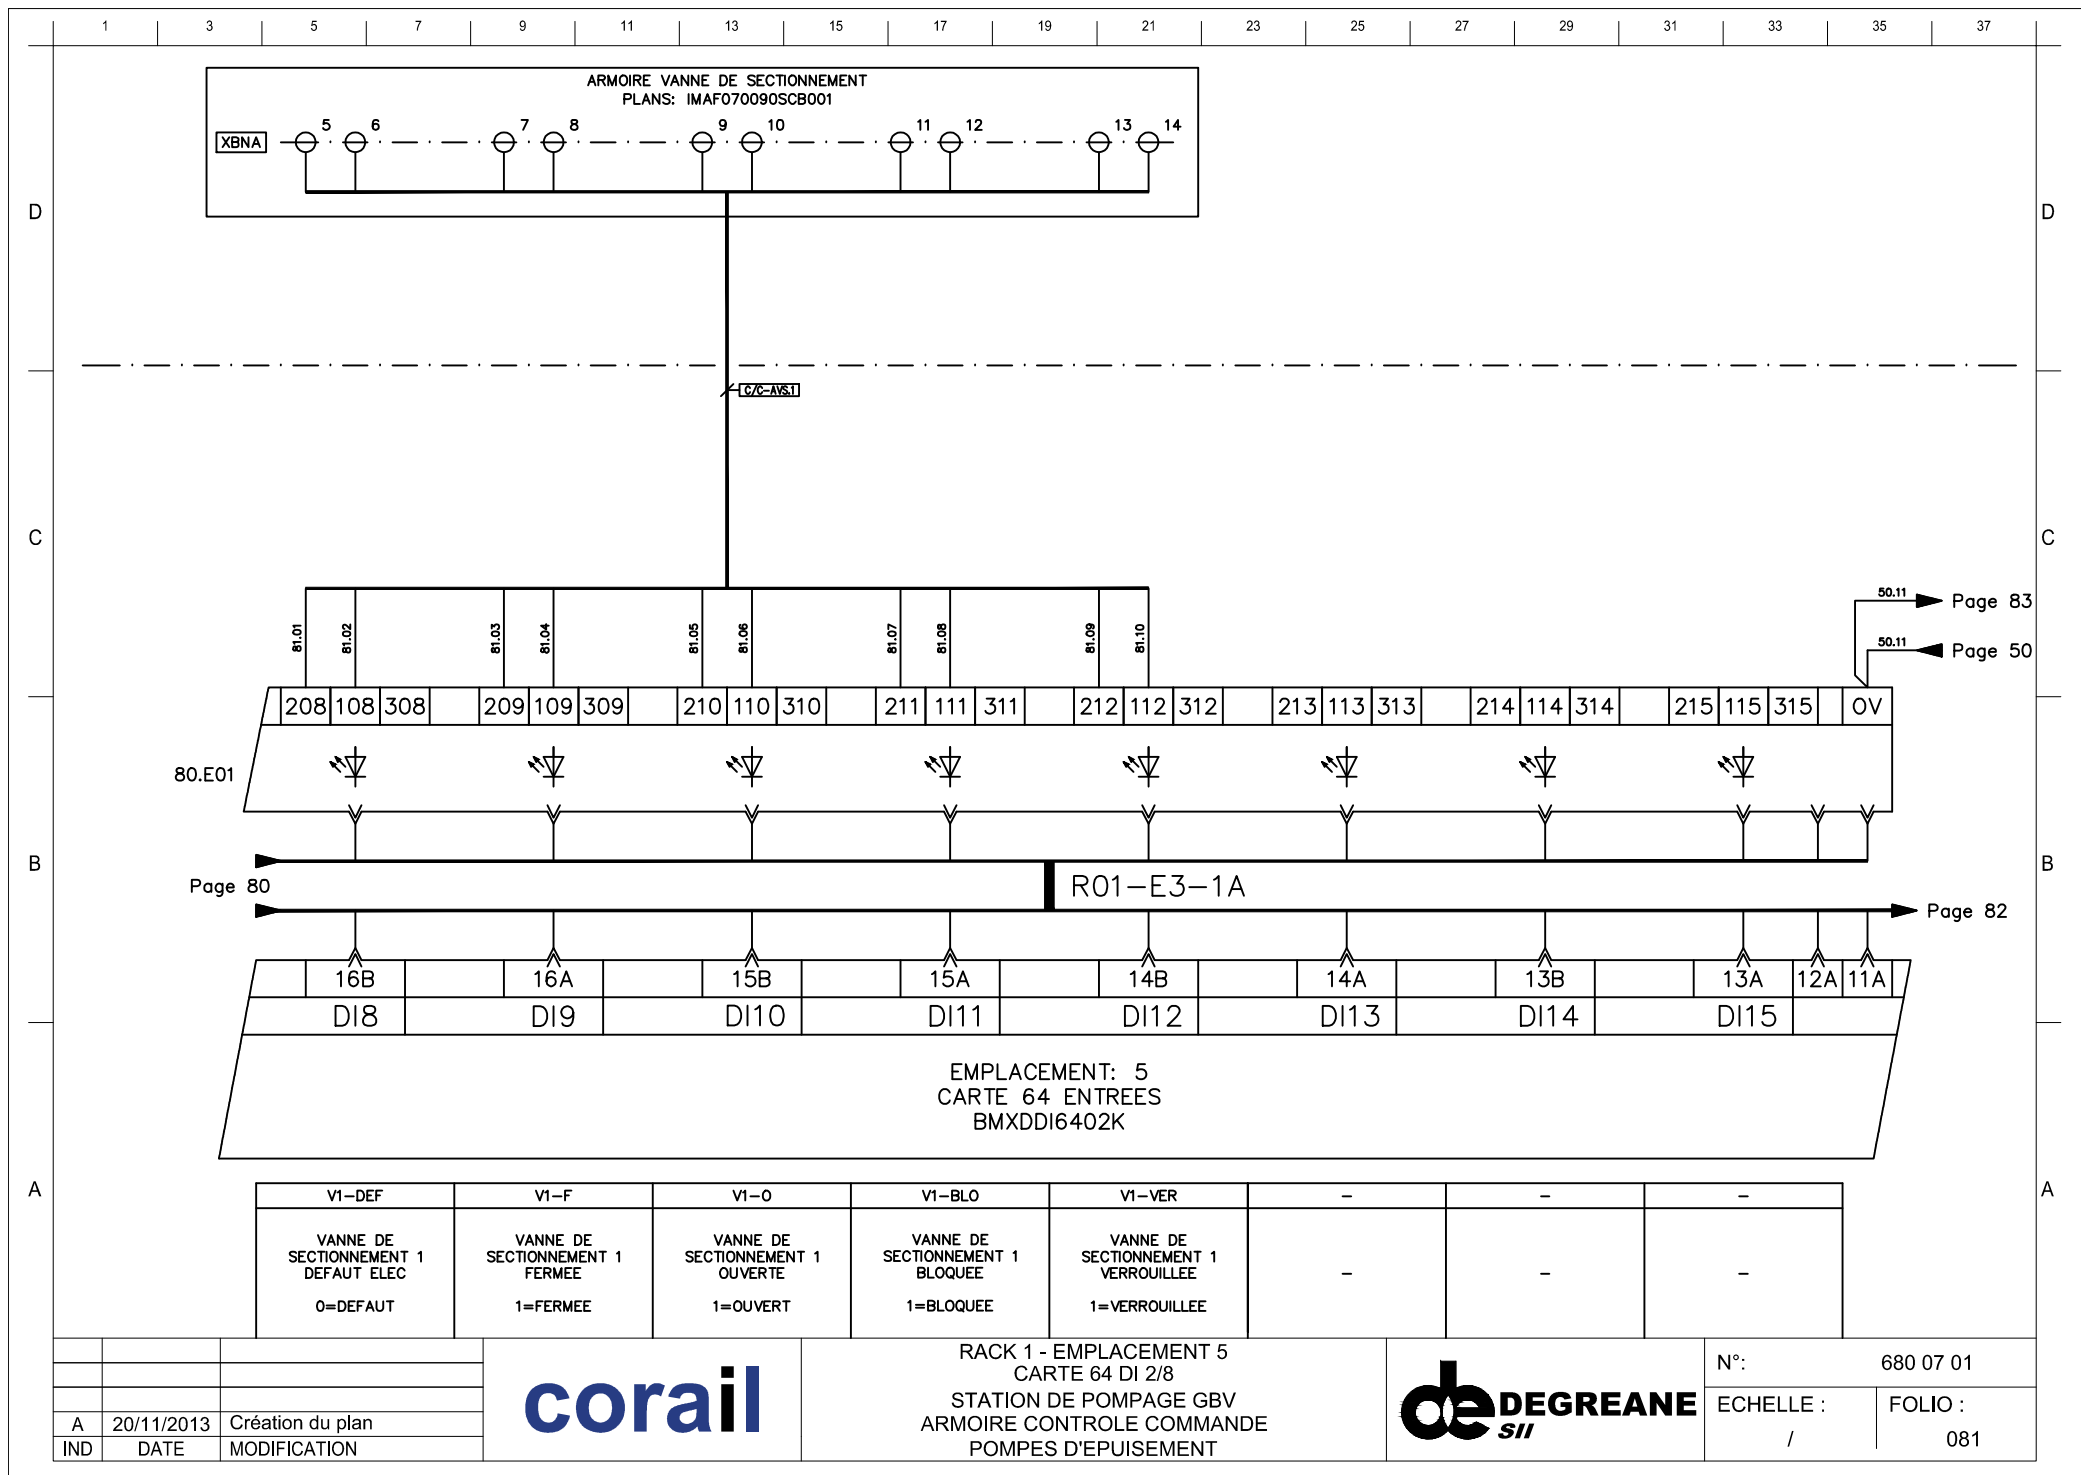 1 3 5 7 9 11 13 15 17 19 21 23 25 27 29 31 33 35 37
ARMOIRE VANNE DE SECTIONNEMENT
PLANS: IMAF070090SCB001
XBNA 5 6 7 8 9 10 11 12 13 14
D D
C/C-AVS.1
C C
81.01 81.02 81.03 81.04 81.05 81.06 81.07 81.08 81.09 81.10
50.11 Page 83
50.11 Page 50
208 108 308 209 109 309 210 110 310 211 111 311 212 112 312 213 113 313 214 114 314 215 115 315 0V
80.E01
B B
Page 80 R01-E3-1A
Page 82
16B 16A 15B 15A 14B 14A 13B 13A 12A 11A
DI8 DI9 DI10 DI11 DI12 DI13 DI14 DI15
EMPLACEMENT: 5
CARTE 64 ENTREES
BMXDDI6402K
A A
V1-DEF V1-F V1-O V1-BLO V1-VER - - -
VANNE DE
SECTIONNEMENT 1
DEFAUT ELEC
0=DEFAUT
VANNE DE
SECTIONNEMENT 1
FERMEE
1=FERMEE
VANNE DE
SECTIONNEMENT 1
OUVERTE
1=OUVERT
VANNE DE
SECTIONNEMENT 1
BLOQUEE
1=BLOQUEE
VANNE DE
SECTIONNEMENT 1
VERROUILLEE
1=VERROUILLEE
- - -
A 20/11/2013 Création du plan
IND DATE MODIFICATION
corail
RACK 1 - EMPLACEMENT 5
CARTE 64 DI 2/8
STATION DE POMPAGE GBV
ARMOIRE CONTROLE COMMANDE
POMPES D'EPUISEMENT
de DEGREANE
SII
N°: 680 07 01
ECHELLE : FOLIO :
/ 081